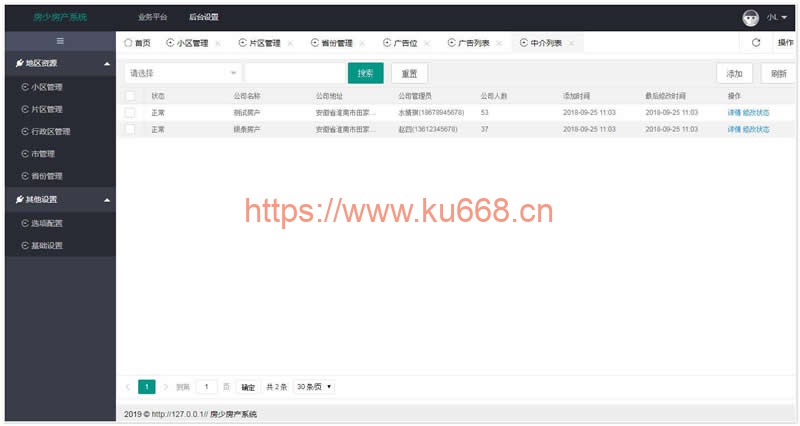 房少房产系统 业务平台 后台设置 小L
首页 小区管理 × 片区管理 × 省份管理 × 广告位 × 广告列表 × 中介列表 × 操作
地区资源
小区管理
片区管理
行政区管理
市管理
省份管理
其他设置
选项配置
基础设置
请选择 搜索 重置 添加 刷新
状态 公司名称 公司地址 公司管理员 公司人数 添加时间 最后修改时间 操作
正常 测试房产 安徽省淮南市田家... (18678945678) 53 2018-09-25 11:03 2018-09-25 11:03 详情 修改状态
正常 房产 安徽省淮南市田家... 赵四(13612345678) 37 2018-09-25 11:03 2018-09-25 11:03 详情 修改状态
https://www.ku668.cn
1 到第 1 页 确定 共 2 条 30 条/页
2019 © http://127.0.0.1// 房少房产系统